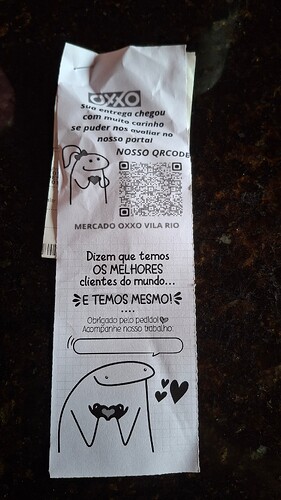 OXXO
Sua entrega chegou
com muito carinho
se puder nos avaliar no
nosso portal
NOSSO QRCODE
MERCADO OXXO VILA RIO
Dizem que temos
OS MELHORES
clientes do mundo...
E TEMOS MESMO!
Obrigado pelo pedido!
Acompanhe nosso trabalho: